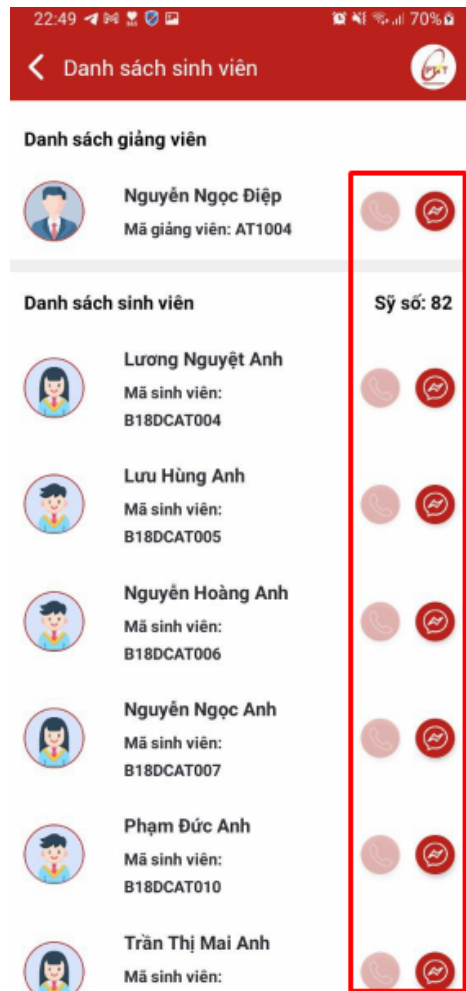 22:49 70%
Danh sách sinh viên
PTIT
Danh sách giảng viên
Nguyễn Ngọc Điệp
Mã giảng viên: AT1004
Danh sách sinh viên Sỹ số: 82
Lương Nguyệt Anh
Mã sinh viên:
B18DCAT004
Lưu Hùng Anh
Mã sinh viên:
B18DCAT005
Nguyễn Hoàng Anh
Mã sinh viên:
B18DCAT006
Nguyễn Ngọc Anh
Mã sinh viên:
B18DCAT007
Phạm Đức Anh
Mã sinh viên:
B18DCAT010
Trần Thị Mai Anh
Mã sinh viên: